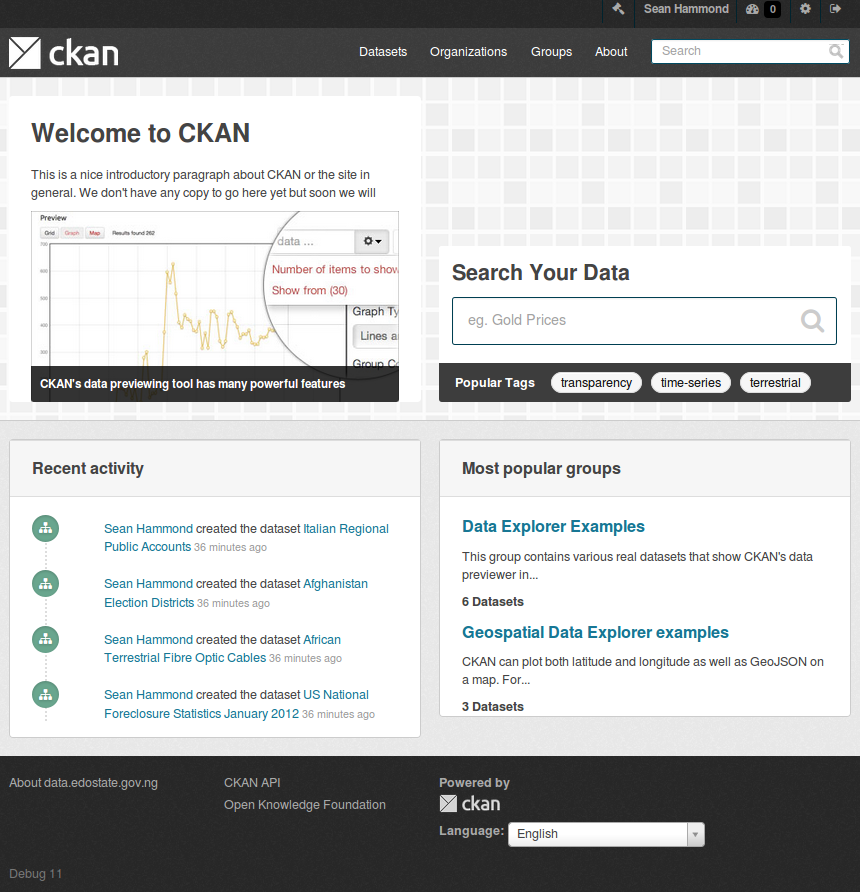 Sean Hammond 0
ckan
Datasets Organizations Groups About Search
Welcome to CKAN
This is a nice introductory paragraph about CKAN or the site in
general. We don't have any copy to go here yet but soon we will
Preview
Grid Graph Map Results found 262
700
600
500
400
300
data ...
Number of items to show
Show from (30)
Graph Ty
Lines a
Group Co
CKAN's data previewing tool has many powerful features
Search Your Data
eg. Gold Prices
Popular Tags transparency time-series terrestrial
Recent activity
Sean Hammond created the dataset Italian Regional
Public Accounts 36 minutes ago
Sean Hammond created the dataset Afghanistan
Election Districts 36 minutes ago
Sean Hammond created the dataset African
Terrestrial Fibre Optic Cables 36 minutes ago
Sean Hammond created the dataset US National
Foreclosure Statistics January 2012 36 minutes ago
Most popular groups
Data Explorer Examples
This group contains various real datasets that show CKAN's data
previewer in...
6 Datasets
Geospatial Data Explorer examples
CKAN can plot both latitude and longitude as well as GeoJSON on
a map. For...
3 Datasets
About data.edostate.gov.ng
CKAN API
Open Knowledge Foundation
Powered by
ckan
Language: English
Debug 11